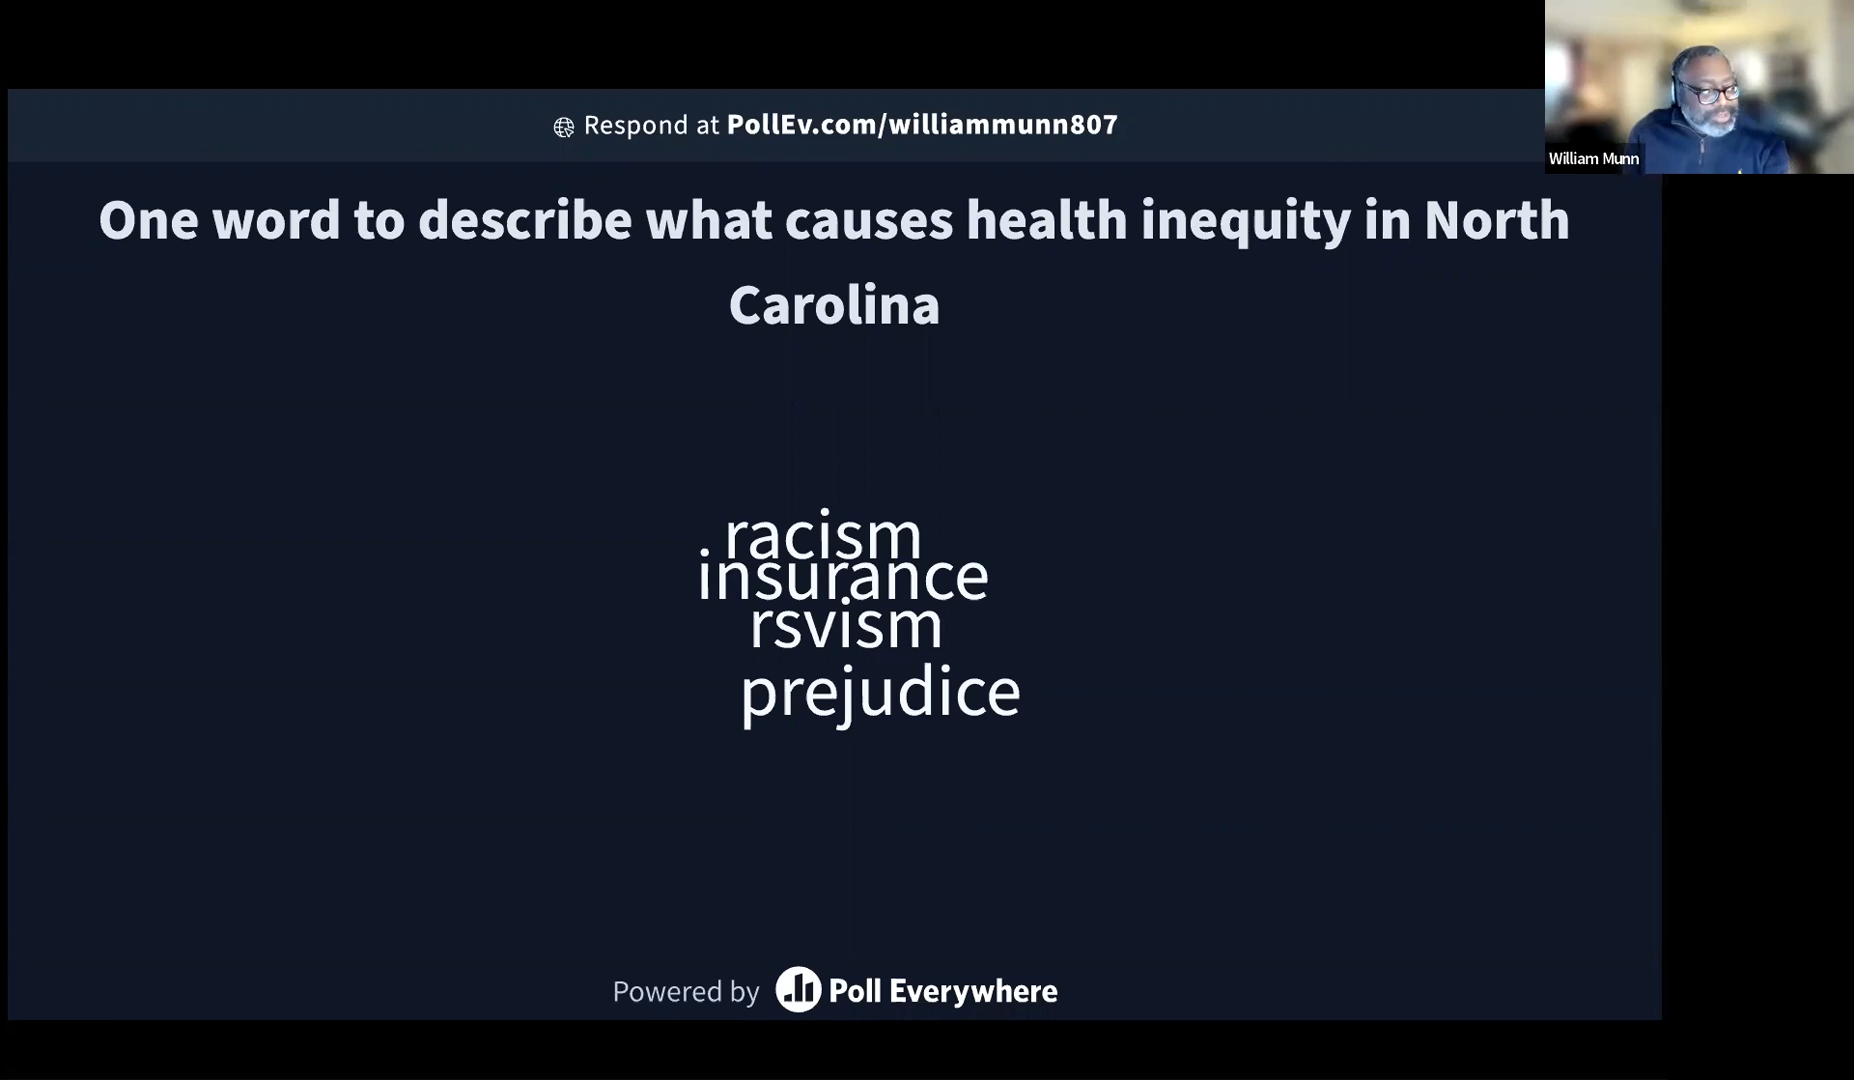 Respond at PollEv.com/williammunn807
William Munn
One word to describe what causes health inequity in North
Carolina
racism
insurance
rsvism
prejudice
Powered by Poll Everywhere